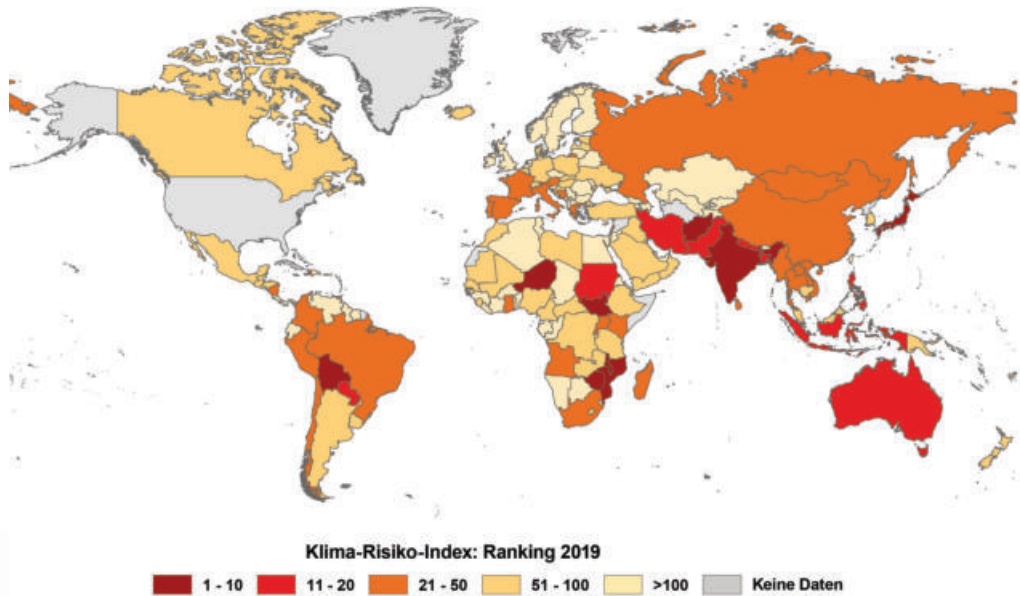 Klima-Risiko-Index: Ranking 2019
1 - 10 11 - 20 21 - 50 51 - 100 >100 Keine Daten